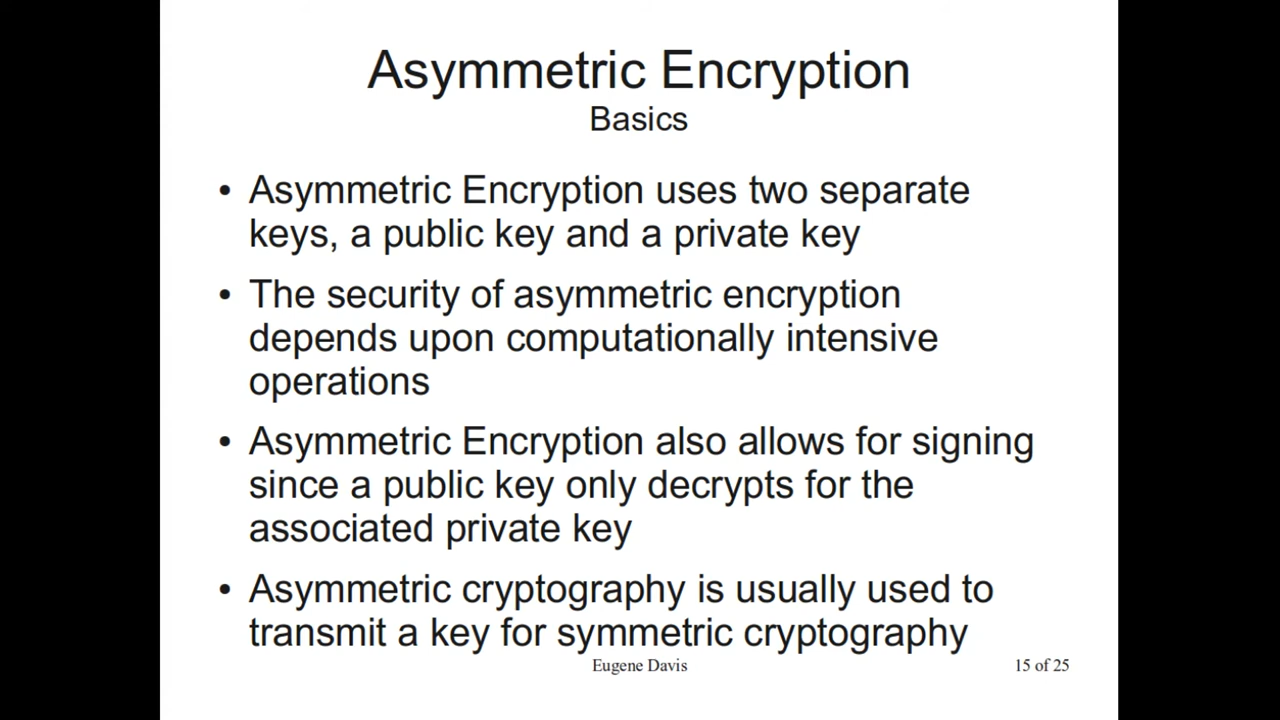 Asymmetric Encryption
Basics
• Asymmetric Encryption uses two separate
keys, a public key and a private key
• The security of asymmetric encryption
depends upon computationally intensive
operations
• Asymmetric Encryption also allows for signing
since a public key only decrypts for the
associated private key
• Asymmetric cryptography is usually used to
transmit a key for symmetric cryptography
Eugene Davis
15 of 25